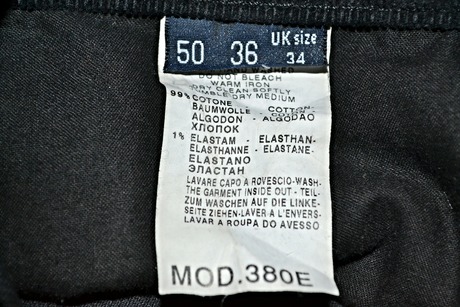 50 36 UK size 34
DO NOT BLEACH
WARM IRON
DRY CLEAN SOFTLY
TUMBLE DRY MEDIUM
99% COTONE
BAUMWOLLE - COTTON-
ALGODON - ALGODAO
ХЛОПОК
1% ELASTAM - ELASTHAN-
ELASTHANNE - ELASTANE-
ELASTANO
ЭЛАСТАН
LAVARE CAPO A ROVESCIO-WASH-
THE GARMENT INSIDE OUT - TEIL-
ZUM WASCHEN AUF DIE LINKE-
SEITE ZIEHEN-LAVER A L'ENVERS-
LAVAR A ROUPA DO AVESSO
MOD.380E